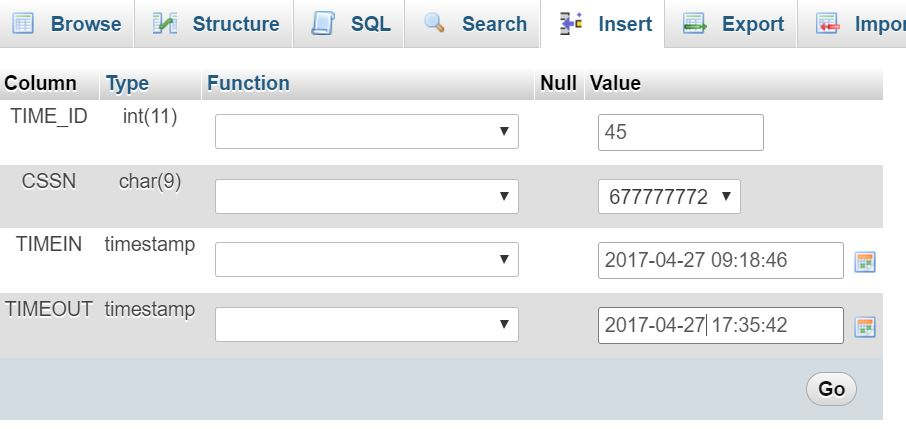 Browse Structure SQL Search Insert Export Impor
Column Type Function Null Value
TIME_ID int(11) 45
CSSN char(9) 677777772
TIMEIN timestamp 2017-04-27 09:18:46
TIMEOUT timestamp 2017-04-27 17:35:42
Go